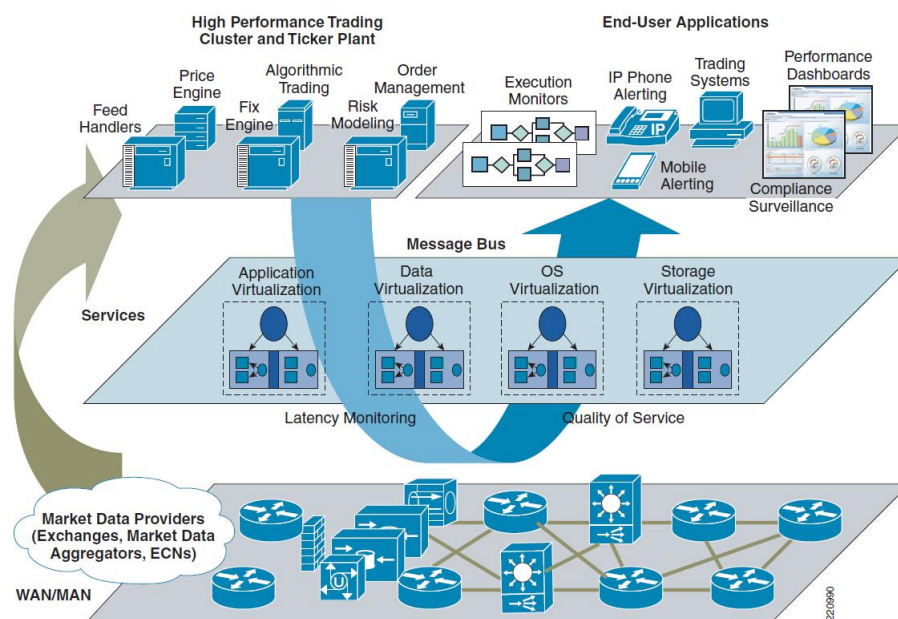 High Performance Trading
Cluster and Ticker Plant
End-User Applications
Feed
Handlers
Price
Engine
Fix
Engine
Algorithmic
Trading
Risk
Modeling
Order
Management
Execution
Monitors
IP Phone
Alerting
IP
Mobile
Alerting
Trading
Systems
Performance
Dashboards
Compliance
Surveillance
Message Bus
Services
Application
Virtualization
Data
Virtualization
OS
Virtualization
Storage
Virtualization
Latency Monitoring
Quality of Service
Market Data Providers
(Exchanges, Market Data
Aggregators, ECNs)
U
WAN/MAN
220990